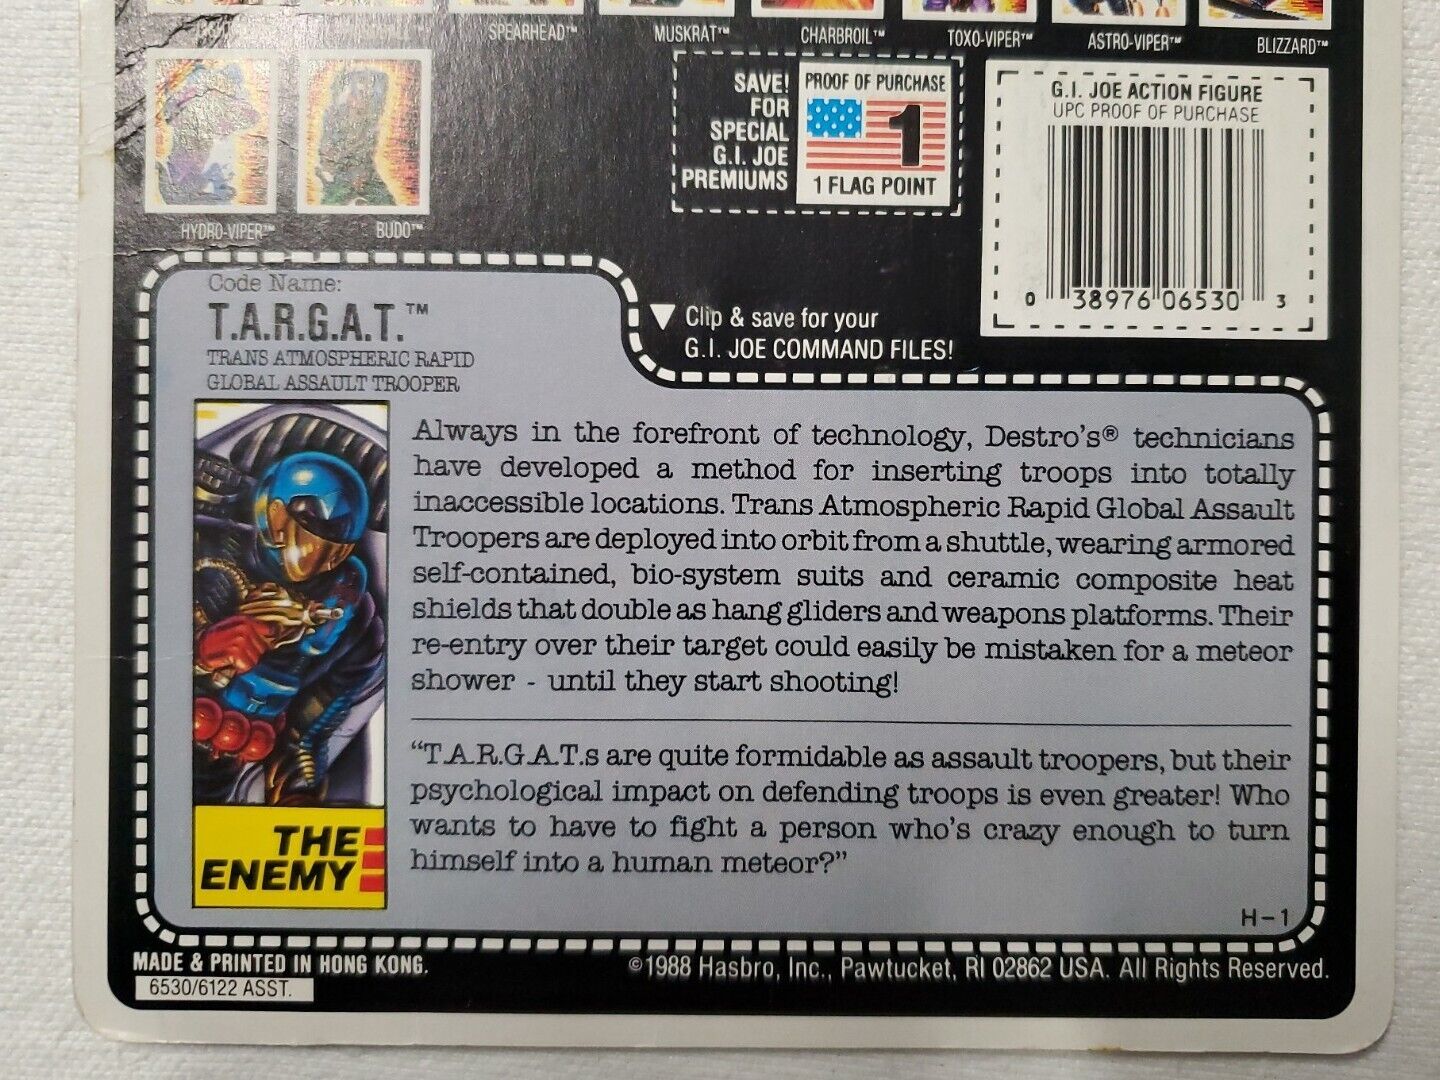 SPEARHEAD™ MUSKRAT™ CHARBROIL™ TOXO-VIPER™ ASTRO-VIPER™ BLIZZARD™
HYDRO-VIPER™ BUDO™
SAVE!
FOR
SPECIAL
G.I. JOE
PREMIUMS
PROOF OF PURCHASE
1
1 FLAG POINT
G.I. JOE ACTION FIGURE
UPC PROOF OF PURCHASE
0 38976 06530 3
▼ Clip & save for your
G.I. JOE COMMAND FILES!
Code Name:
T.A.R.G.A.T.™
TRANS ATMOSPHERIC RAPID
GLOBAL ASSAULT TROOPER
Always in the forefront of technology, Destro's® technicians
have developed a method for inserting troops into totally
inaccessible locations. Trans Atmospheric Rapid Global Assault
Troopers are deployed into orbit from a shuttle, wearing armored
self-contained, bio-system suits and ceramic composite heat
shields that double as hang gliders and weapons platforms. Their
re-entry over their target could easily be mistaken for a meteor
shower - until they start shooting!
"T.A.R.G.A.T.s are quite formidable as assault troopers, but their
psychological impact on defending troops is even greater! Who
wants to have to fight a person who's crazy enough to turn
himself into a human meteor?"
THE
ENEMY
H-1
MADE & PRINTED IN HONG KONG.
6530/6122 ASST.
©1988 Hasbro, Inc., Pawtucket, RI 02862 USA. All Rights Reserved.